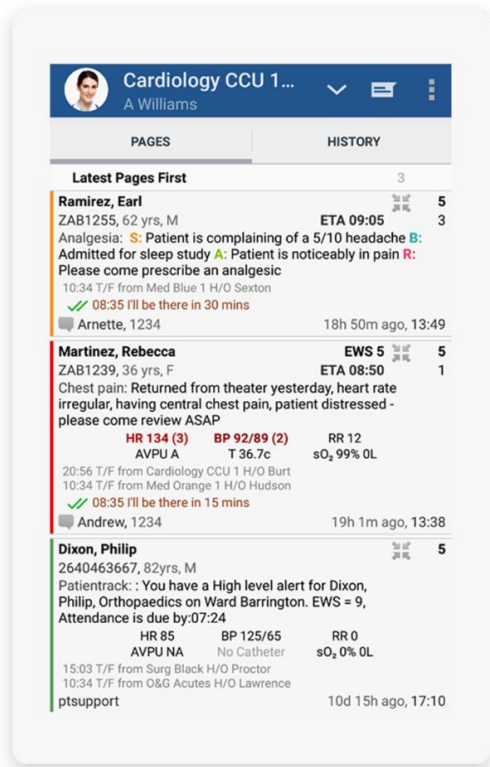 Cardiology CCU 1...
A Williams
PAGES HISTORY
Latest Pages First 3
Ramirez, Earl 5
ZAB1255, 62 yrs, M ETA 09:05 3
Analgesia: S: Patient is complaining of a 5/10 headache B:
Admitted for sleep study A: Patient is noticeably in pain R:
Please come prescribe an analgesic
10:34 T/F from Med Blue 1 H/O Sexton
08:35 I'll be there in 30 mins
Arnette, 1234 18h 50m ago, 13:49
Martinez, Rebecca EWS 5 5
ZAB1239, 36 yrs, F ETA 08:50 1
Chest pain: Returned from theater yesterday, heart rate
irregular, having central chest pain, patient distressed -
please come review ASAP
HR 134 (3) BP 92/89 (2) RR 12
AVPU A T 36.7c sO₂ 99% 0L
20:56 T/F from Cardiology CCU 1 H/O Burt
10:34 T/F from Med Orange 1 H/O Hudson
08:35 I'll be there in 15 mins
Andrew, 1234 19h 1m ago, 13:38
Dixon, Philip 5
2640463667, 82yrs, M
Patientrack: : You have a High level alert for Dixon,
Philip, Orthopaedics on Ward Barrington. EWS = 9,
Attendance is due by:07:24
HR 85 BP 125/65 RR 0
AVPU NA No Catheter sO₂ 0% 0L
15:03 T/F from Surg Black H/O Proctor
10:34 T/F from O&G Acutes H/O Lawrence
ptsupport 10d 15h ago, 17:10